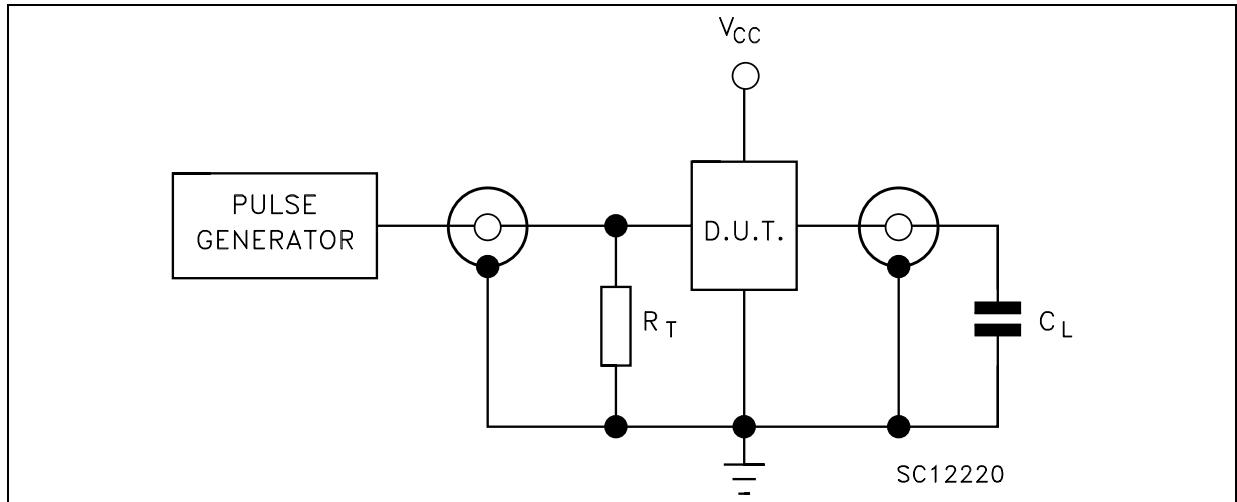 VCC
PULSE
GENERATOR
D.U.T.
RT
CL
SC12220